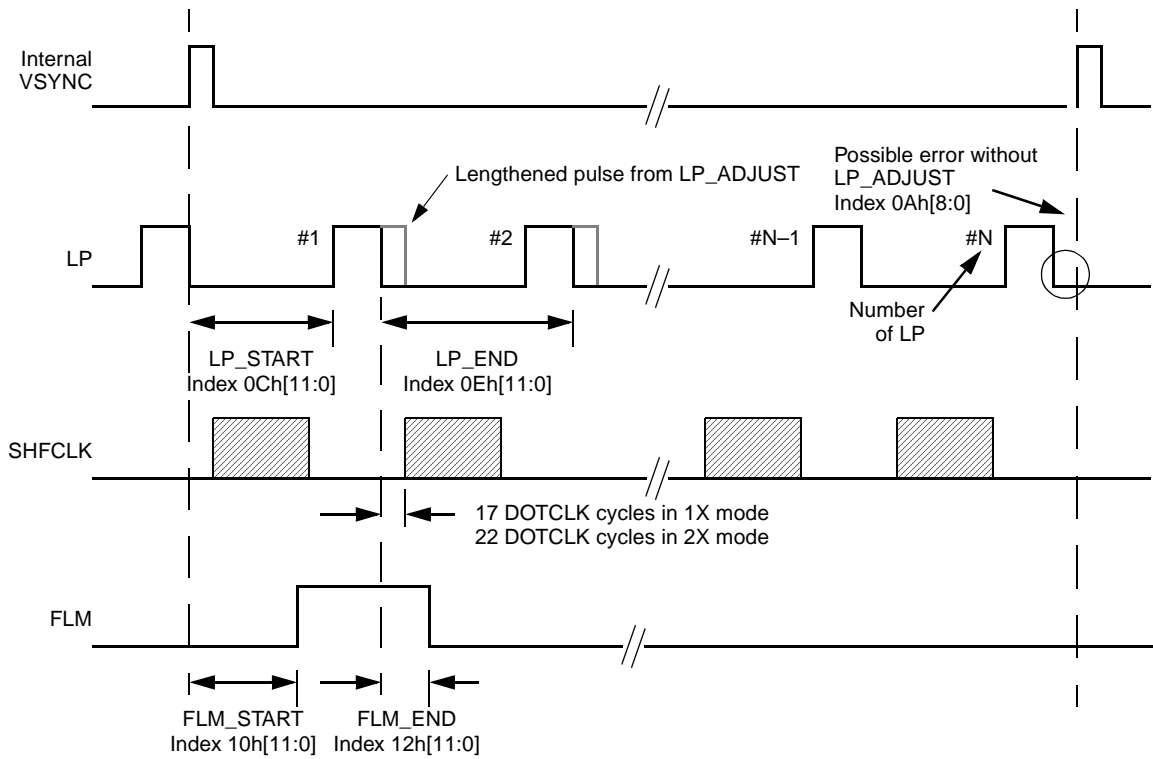 Internal
VSYNC
Possible error without
LP_ADJUST
Index 0Ah[8:0]
Lengthened pulse from LP_ADJUST
LP
#1
#2
#N–1
#N
Number
of LP
LP_START
Index 0Ch[11:0]
LP_END
Index 0Eh[11:0]
SHFCLK
17 DOTCLK cycles in 1X mode
22 DOTCLK cycles in 2X mode
FLM
FLM_START
Index 10h[11:0]
FLM_END
Index 12h[11:0]